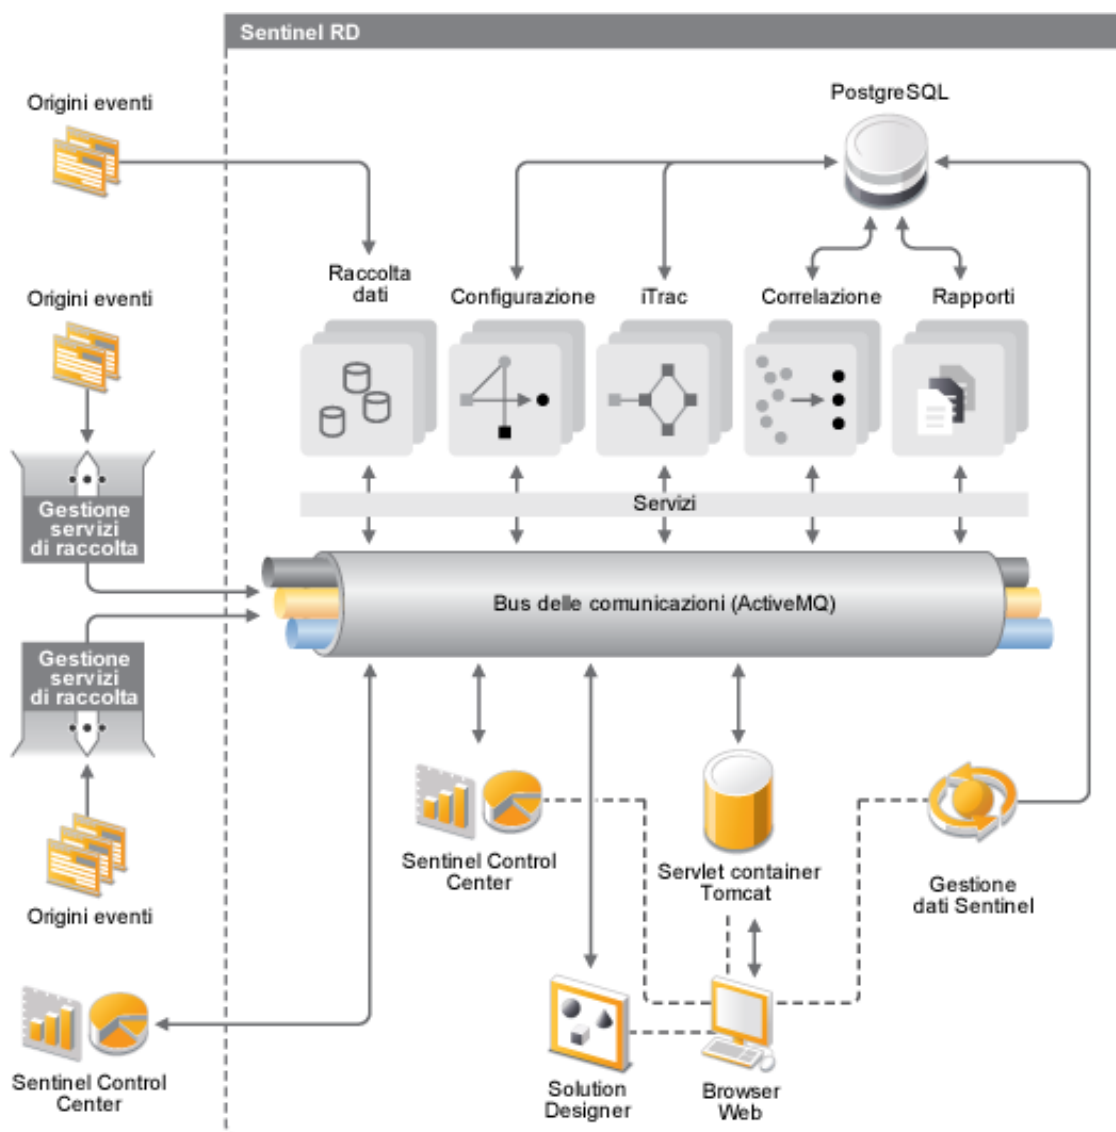 Sentinel RD
Origini eventi
PostgreSQL
Origini eventi
Raccolta
dati
Configurazione
iTrac
Correlazione
Rapporti
Servizi
Gestione
servizi
di raccolta
Bus delle comunicazioni (ActiveMQ)
Gestione
servizi
di raccolta
Origini eventi
Sentinel Control
Center
Servlet container
Tomcat
Gestione
dati Sentinel
Sentinel Control
Center
Solution
Designer
Browser
Web